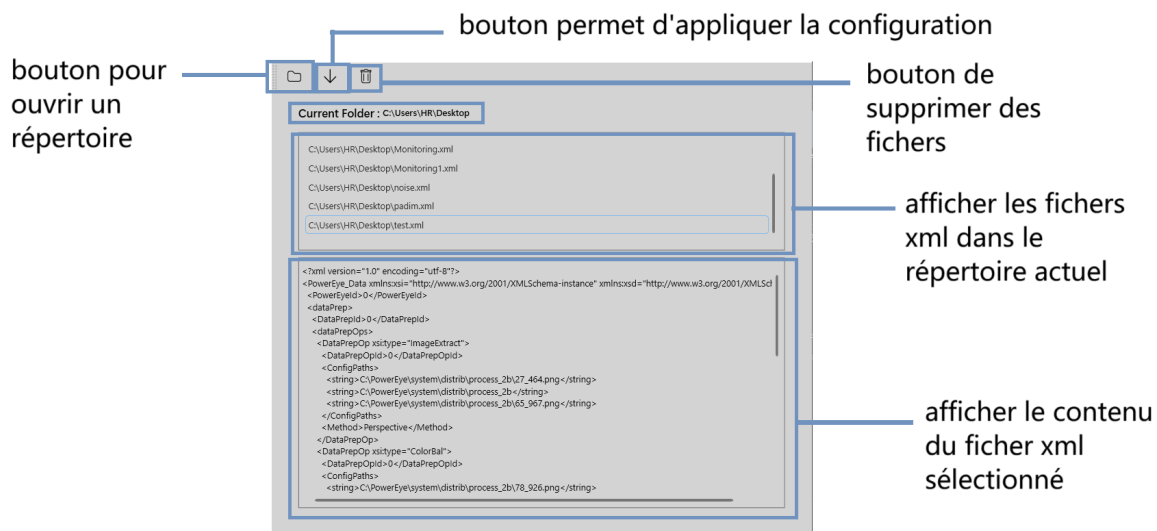 bouton permet d'appliquer la configuration
bouton pour
ouvrir un
répertoire
bouton de
supprimer des
fichers
Current Folder : C:\Users\HR\Desktop
C:\Users\HR\Desktop\Monitoring.xml
C:\Users\HR\Desktop\Monitoring1.xml
C:\Users\HR\Desktop\noise.xml
C:\Users\HR\Desktop\padim.xml
C:\Users\HR\Desktop\test.xml
afficher les fichers
xml dans le
répertoire actuel
<?xml version="1.0" encoding="utf-8"?>
<PowerEye_Data xmlns:xsi="http://www.w3.org/2001/XMLSchema-instance" xmlns:xsd="http://www.w3.org/2001/XMLScl
<PowerEyeId>0</PowerEyeId>
<dataPrep>
<DataPrepId>0</DataPrepId>
<dataPrepOps>
<DataPrepOp xsi:type="ImageExtract">
<DataPrepOpId>0</DataPrepOpId>
<ConfigPaths>
<string>C:\PowerEye\system\distrib\process_2b\27_464.png</string>
<string>C:\PowerEye\system\distrib\process_2b</string>
<string>C:\PowerEye\system\distrib\process_2b\65_967.png</string>
</ConfigPaths>
<Method>Perspective</Method>
</DataPrepOp>
<DataPrepOp xsi:type="ColorBal">
<DataPrepOpId>0</DataPrepOpId>
<ConfigPaths>
<string>C:\PowerEye\system\distrib\process_2b\78_926.png</string>
afficher le contenu
du ficher xml
sélectionné